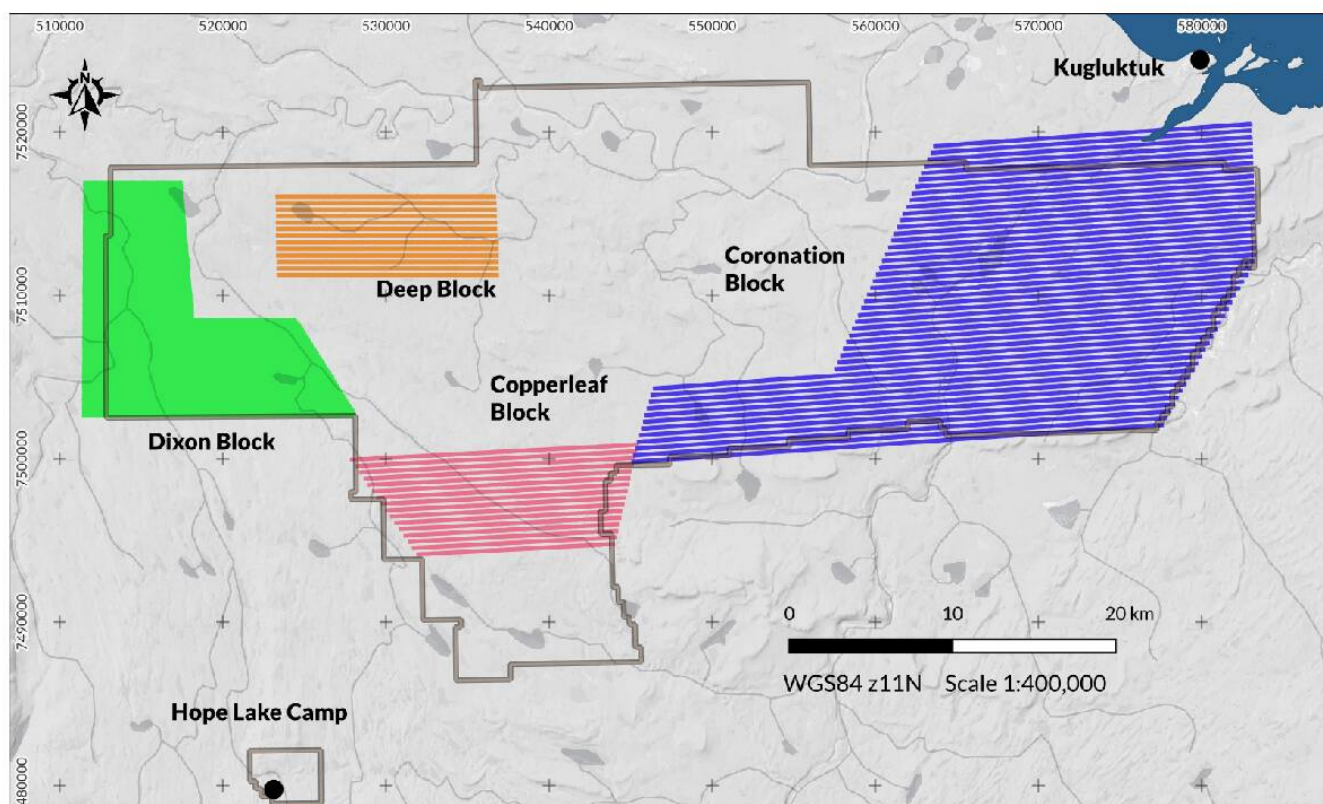 510000 520000 530000 540000 550000 560000 570000 580000
Kugluktuk
N
7520000
Coronation
Block
Deep Block
7510000
Copperleaf
Block
Dixon Block
7500000
0 10 20 km
7490000
WGS84 z11N Scale 1:400,000
Hope Lake Camp
480000